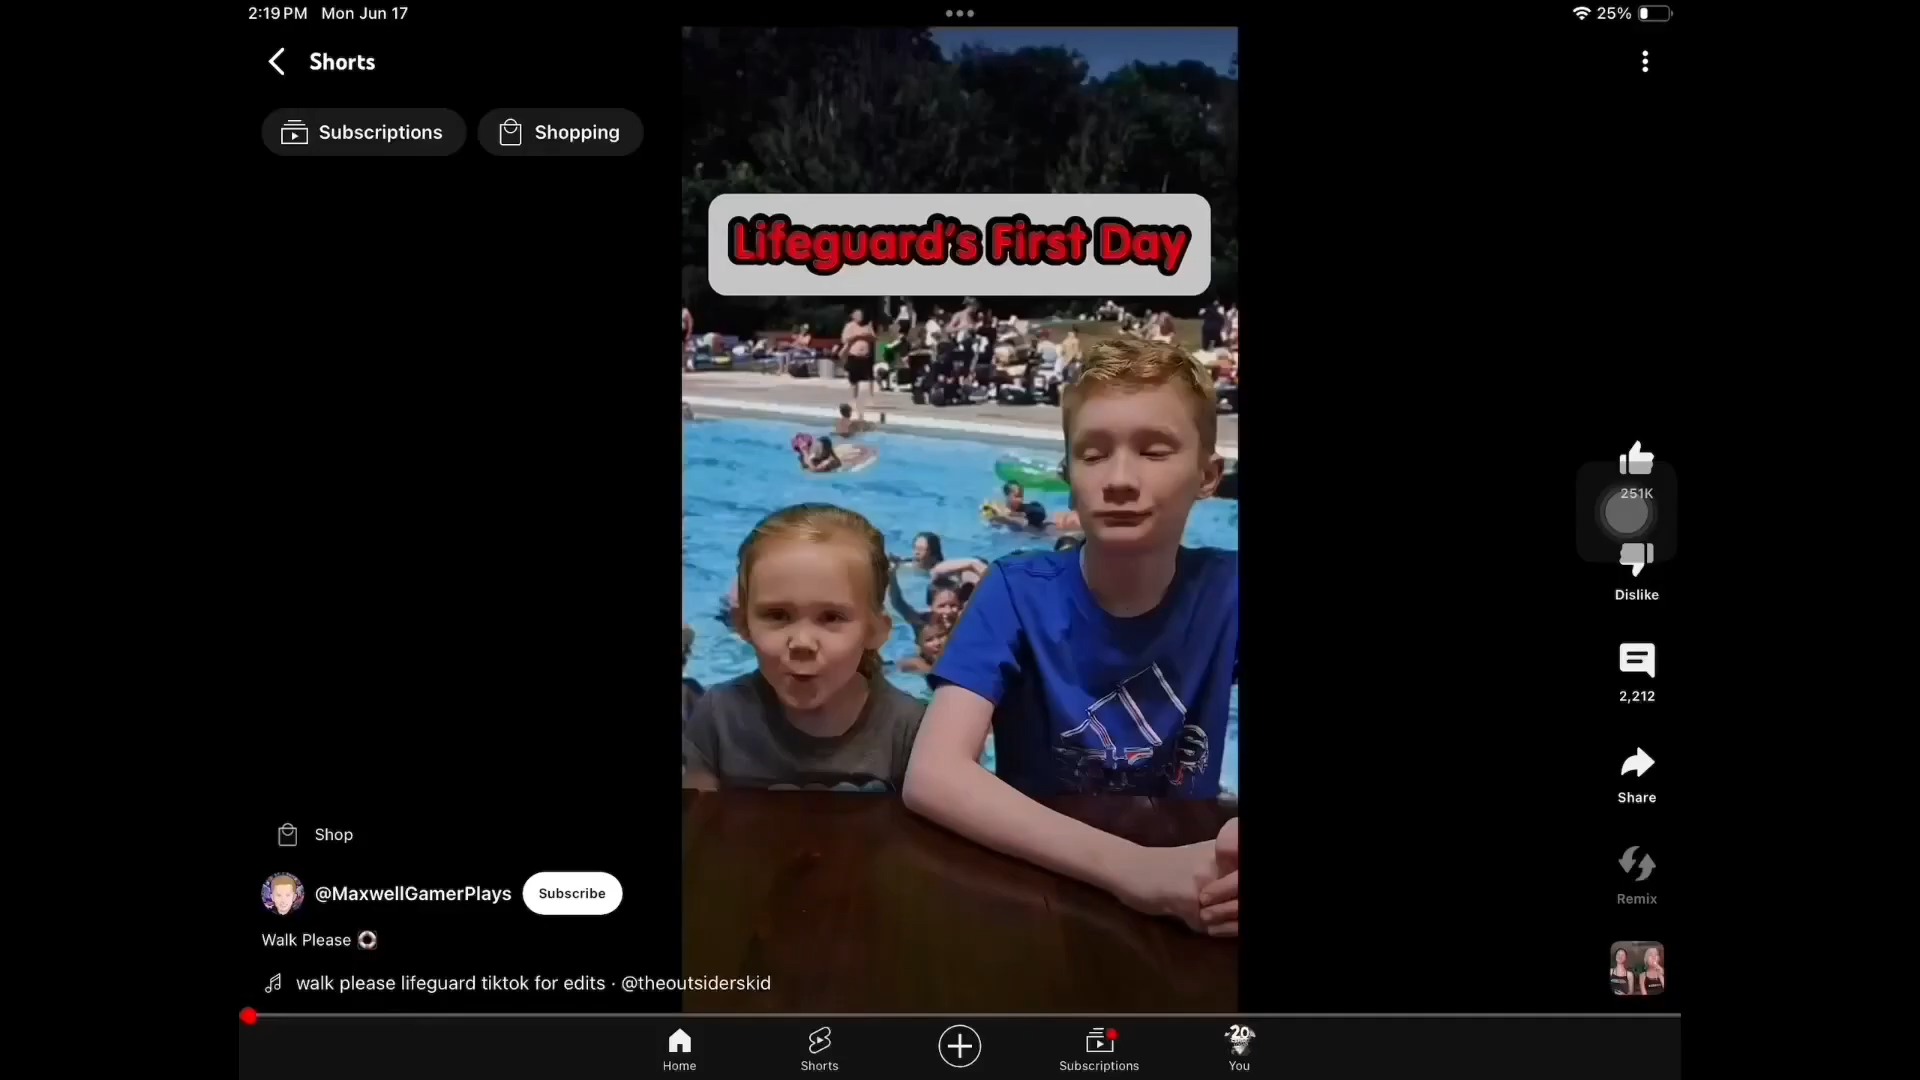 2:19 PM Mon Jun 17
25%
Shorts
Subscriptions
Shopping
Lifeguard's First Day
251K
Dislike
2,212
Share
Remix
Shop
@MaxwellGamerPlays
Subscribe
Walk Please
walk please lifeguard tiktok for edits · @theoutsiderskid
Home
Shorts
Subscriptions
20
You